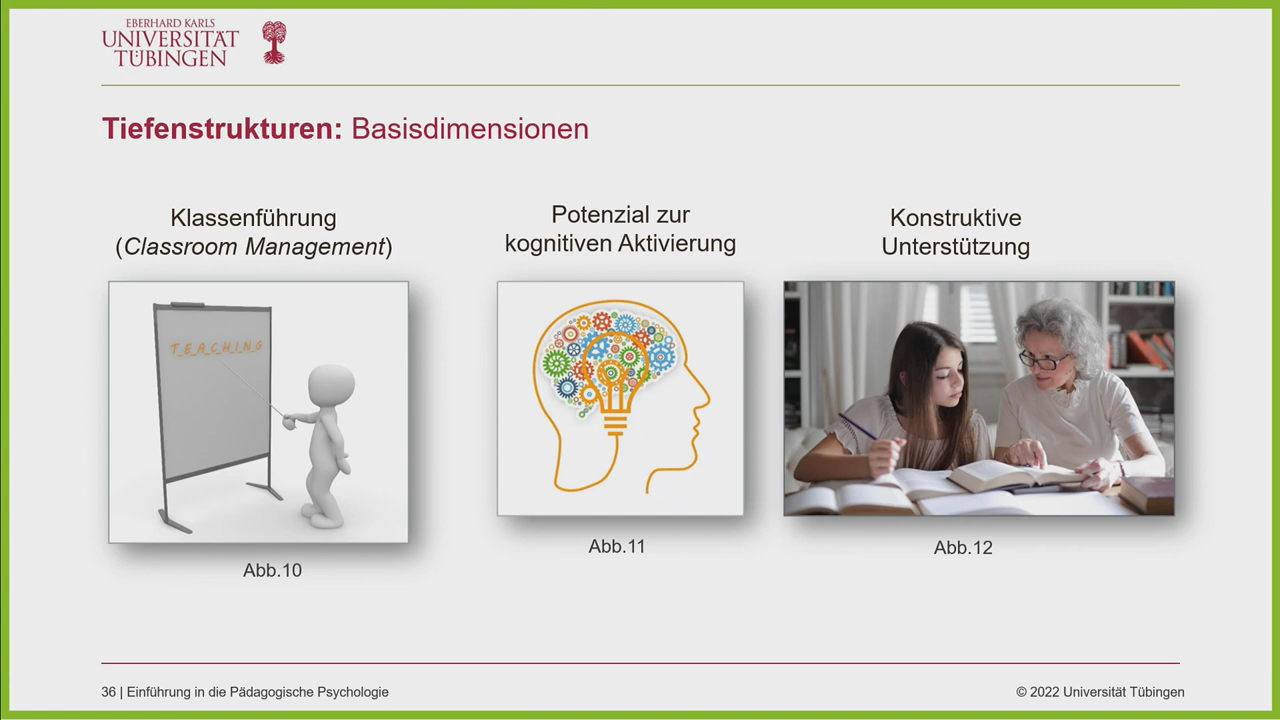 EBERHARD KARLS
UNIVERSITÄT
TÜBINGEN
Tiefenstrukturen: Basisdimensionen
Klassenführung
(Classroom Management)
Potenzial zur
kognitiven Aktivierung
Konstruktive
Unterstützung
TEACHING
Abb.10
Abb.11
Abb.12
36 | Einführung in die Pädagogische Psychologie
© 2022 Universität Tübingen